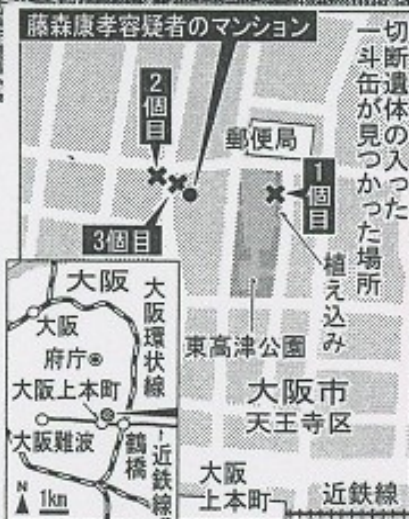 藤森康孝容疑者のマンション
切断遺体の入った
一斗缶が見つかった場所
2個目
郵便局
1個目
3個目
植え込み
東高津公園
大阪市
天王寺区
大阪
上本町
近鉄線
大阪
大阪環状線
大阪
府庁
大阪上本町
大阪難波
鶴橋
近鉄線
N
1km